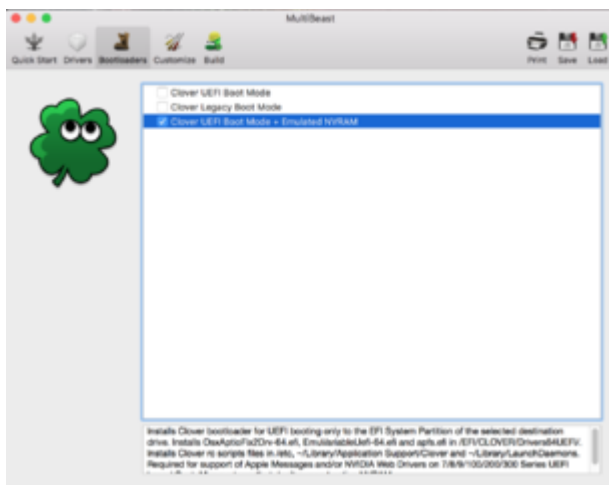 MultiBeast
Quick Start Drivers Bootloaders Customize Build Print Save Load
Clover UEFI Boot Mode
Clover Legacy Boot Mode
Clover UEFI Boot Mode + Emulated NVRAM
Installs Clover bootloader for UEFI booting only to the EFI System Partition of the selected destination
drive. Installs OsxAptioFix2Drv-64.efi, EmuVariableUefi-64.efi and apfs.efi in /EFI/CLOVER/Drivers64UEFI/.
Installs Clover rc scripts files in /etc, ~/Library/Application Support/Clover and ~/Library/LaunchDaemons.
Required for support of Apple Messages and/or NVIDIA Web Drivers on 7/8/9/100/200/300 Series UEFI